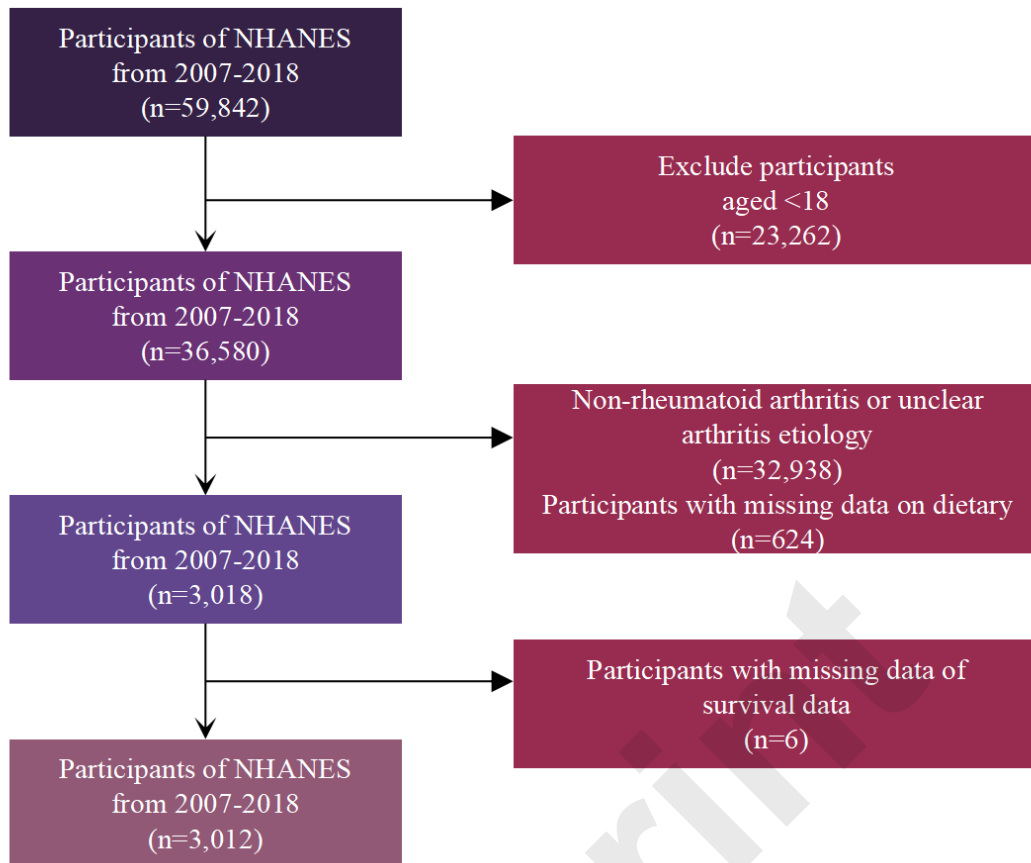 Participants of NHANES
from 2007-2018
(n=59,842)
Exclude participants
aged <18
(n=23,262)
Participants of NHANES
from 2007-2018
(n=36,580)
Non-rheumatoid arthritis or unclear
arthritis etiology
(n=32,938)
Participants with missing data on dietary
(n=624)
Participants of NHANES
from 2007-2018
(n=3,018)
Participants with missing data of
survival data
(n=6)
Participants of NHANES
from 2007-2018
(n=3,012)
rint